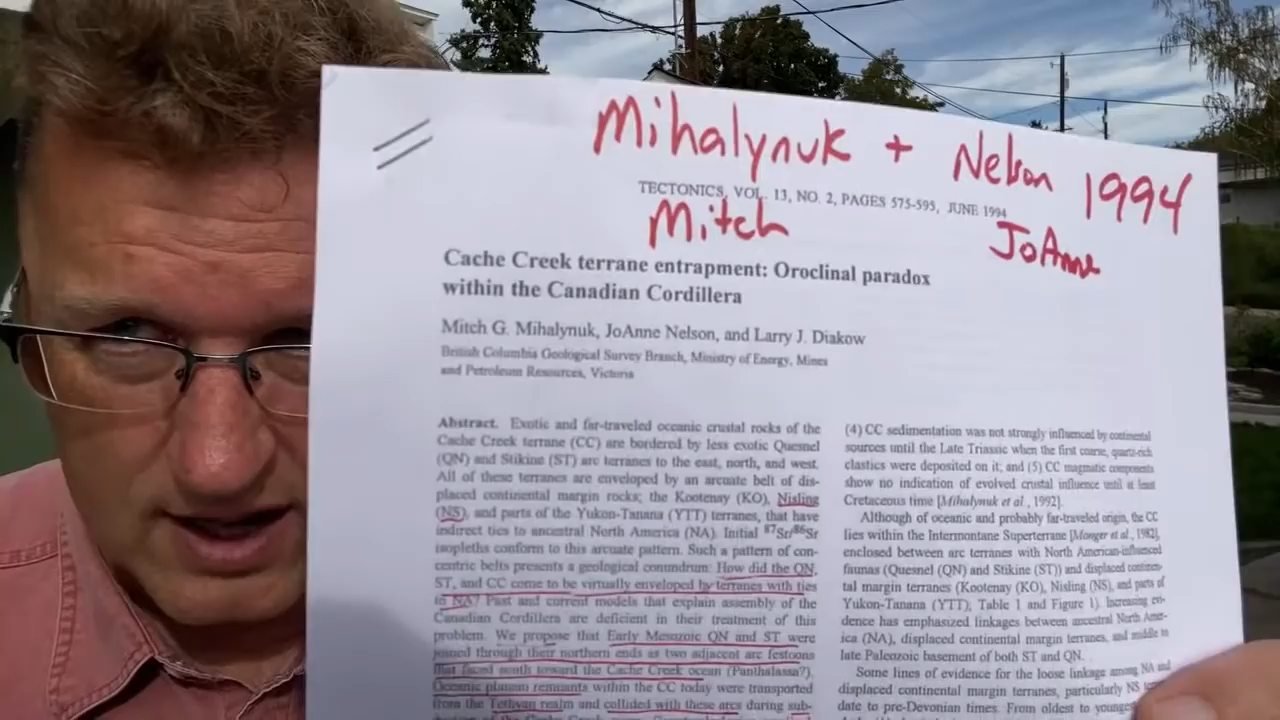 Mihalynuk + Nelson 1994
TECTONICS, VOL. 13, NO. 2, PAGES 575-595, JUNE 1994
Mitch
JoAnne
Cache Creek terrane entrapment: Oroclinal paradox
within the Canadian Cordillera
Mitch G. Mihalynuk, JoAnne Nelson, and Larry J. Diakow
British Columbia Geological Survey Branch, Ministry of Energy, Mines
and Petroleum Resources, Victoria
Abstract. Exotic and far-traveled oceanic crustal rocks of the
Cache Creek terrane (CC) are bordered by less exotic Quesnel
(QN) and Stikine (ST) arc terranes to the east, north, and west.
All of these terranes are enveloped by an arcuate belt of dis-
placed continental margin rocks; the Kootenay (KO), Nisling
(NS), and parts of the Yukon-Tanana (YTT) terranes, that have
indirect ties to ancestral North America (NA). Initial 87Sr/86Sr
isopleths conform to this arcuate pattern. Such a pattern of con-
centric belts presents a geological conundrum: How did the QN,
ST, and CC come to be virtually enveloped by terranes with ties
to NA? Past and current models that explain assembly of the
Canadian Cordillera are deficient in their treatment of this
problem. We propose that Early Mesozoic QN and ST were
joined through their northern ends as two adjacent arc festoons
that faced south toward the Cache Creek ocean (Panthalassa?).
Oceanic plateau remnants within the CC today were transported
from the Tethyan realm and collided with these arcs during sub-
(4) CC sedimentation was not strongly influenced by continental
sources until the Late Triassic when the first coarse, quartz-rich
clastics were deposited on it; and (5) CC magmatic components
show no indication of evolved crustal influence until at least
Cretaceous time [Mihalynuk et al., 1992].
Although of oceanic and probably far-traveled origin, the CC
lies within the Intermontane Superterrane [Monger et al., 1982],
enclosed between arc terranes with North American-influenced
faunas (Quesnel (QN) and Stikine (ST)) and displaced continen-
tal margin terranes (Kootenay (KO), Nisling (NS), and parts of
Yukon-Tanana (YTT), Table 1 and Figure 1). Increasing evi-
dence has emphasized linkages between ancestral North Amer-
ica (NA), displaced continental margin terranes, and middle to
late Paleozoic basement of both ST and QN.
Some lines of evidence for the loose linkage among NA and
displaced continental margin terranes, particularly NS
date to pre-Devonian times. From oldest to youngest